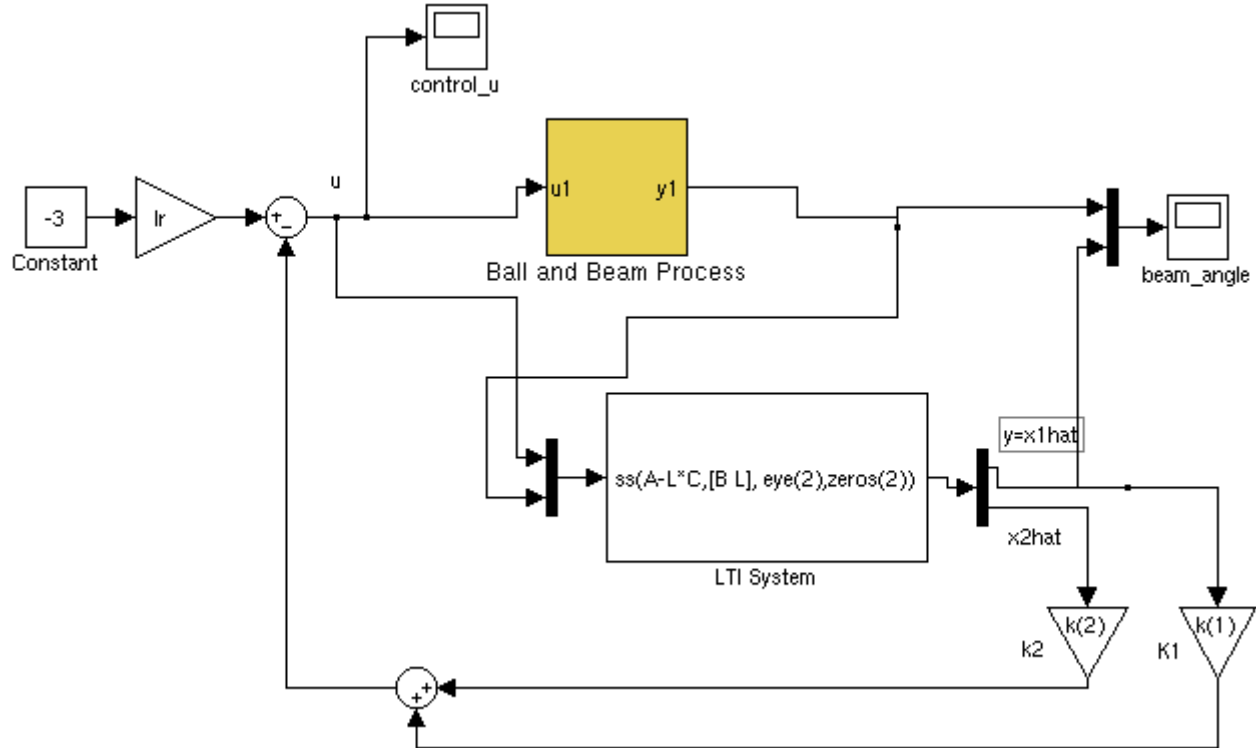 control_u
u
-3
Constant
lr
+
−
u1
y1
Ball and Beam Process
beam_angle
y=x1hat
ss(A-L*C,[B L], eye(2),zeros(2))
LTI System
x2hat
k(2)
k2
k(1)
K1
+
+